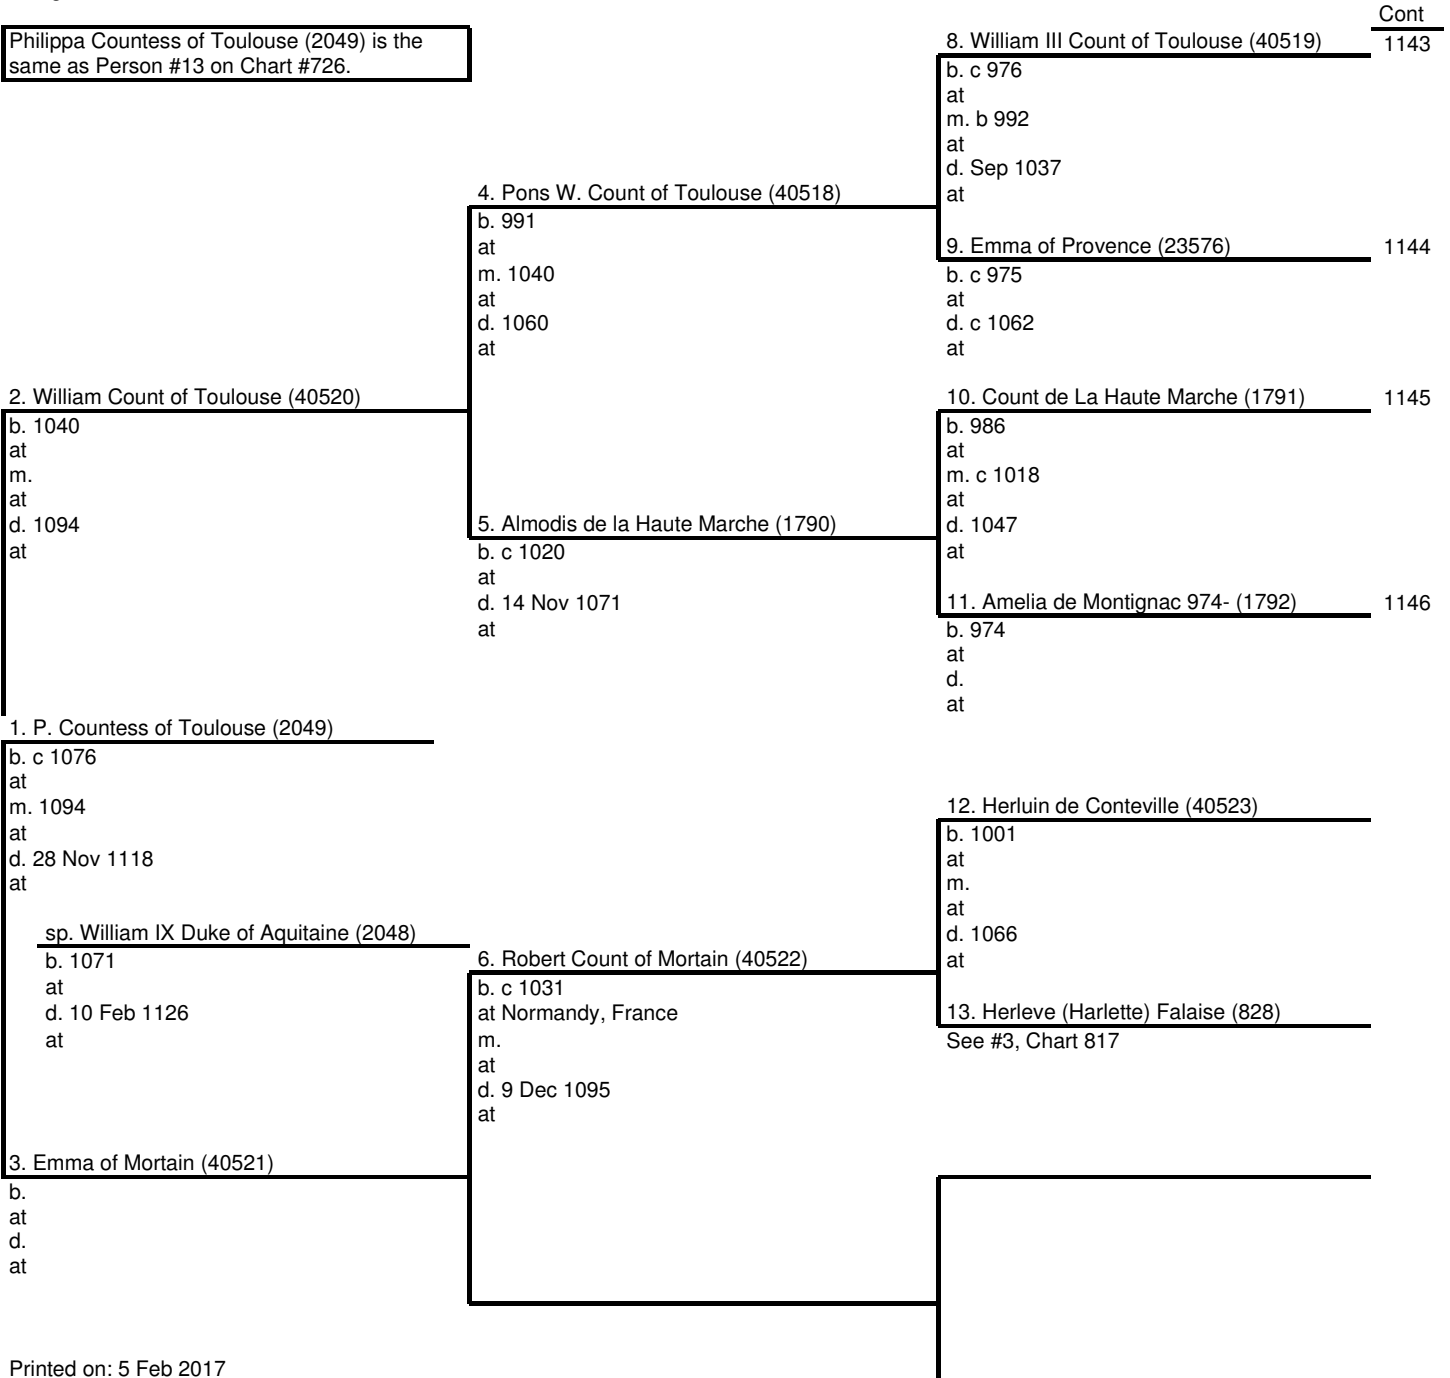 Cont
Philippa Countess of Toulouse (2049) is the
same as Person #13 on Chart #726.
8. William III Count of Toulouse (40519) 1143
b. c 976
at
m. b 992
at
d. Sep 1037
at
4. Pons W. Count of Toulouse (40518)
b. 991
at
m. 1040
at
d. 1060
at
9. Emma of Provence (23576) 1144
b. c 975
at
d. c 1062
at
2. William Count of Toulouse (40520)
b. 1040
at
m.
at
d. 1094
at
10. Count de La Haute Marche (1791) 1145
b. 986
at
m. c 1018
at
d. 1047
at
5. Almodis de la Haute Marche (1790)
b. c 1020
at
d. 14 Nov 1071
at
11. Amelia de Montignac 974- (1792) 1146
b. 974
at
d.
at
1. P. Countess of Toulouse (2049)
b. c 1076
at
m. 1094
at
d. 28 Nov 1118
at
sp. William IX Duke of Aquitaine (2048)
b. 1071
at
d. 10 Feb 1126
at
12. Herluin de Conteville (40523)
b. 1001
at
m.
at
d. 1066
at
6. Robert Count of Mortain (40522)
b. c 1031
at Normandy, France
m.
at
d. 9 Dec 1095
at
13. Herleve (Harlette) Falaise (828)
See #3, Chart 817
3. Emma of Mortain (40521)
b.
at
d.
at
Printed on: 5 Feb 2017